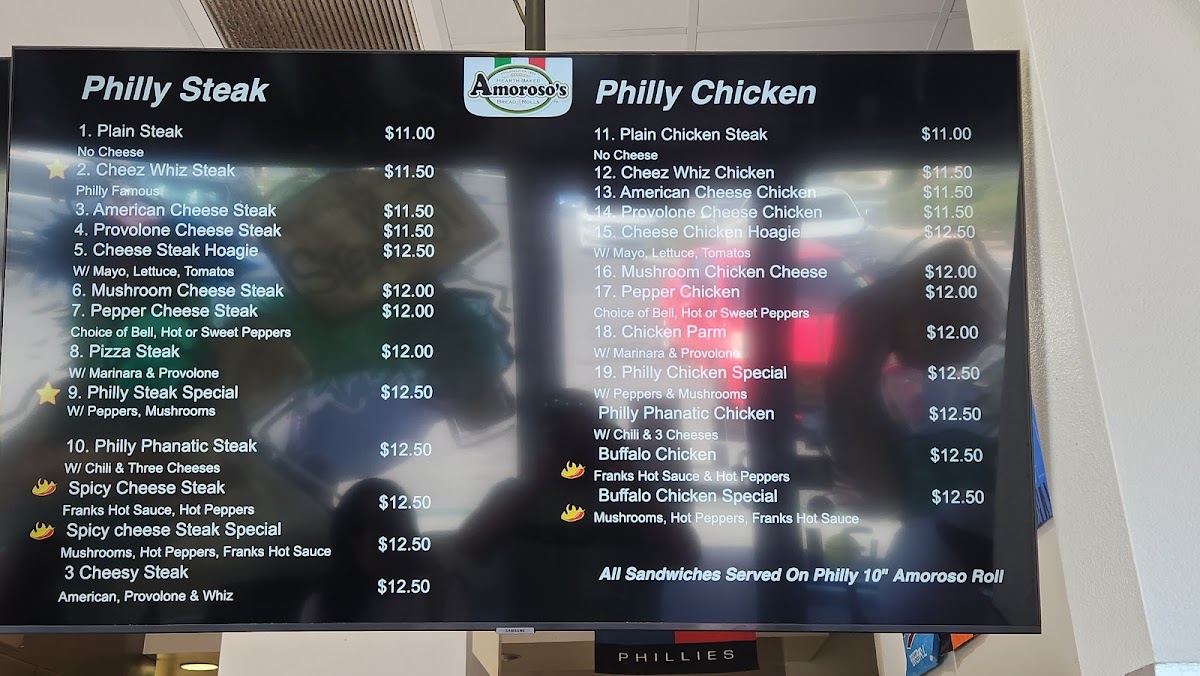 Philly Steak
1. Plain Steak $11.00
No Cheese
2. Cheez Whiz Steak $11.50
Philly Famous
3. American Cheese Steak $11.50
4. Provolone Cheese Steak $11.50
5. Cheese Steak Hoagie $12.50
W/ Mayo, Lettuce, Tomatos
6. Mushroom Cheese Steak $12.00
7. Pepper Cheese Steak $12.00
Choice of Bell, Hot or Sweet Peppers
8. Pizza Steak $12.00
W/ Marinara & Provolone
9. Philly Steak Special $12.50
W/ Peppers, Mushrooms
10. Philly Phanatic Steak $12.50
W/ Chili & Three Cheeses
Spicy Cheese Steak $12.50
Franks Hot Sauce, Hot Peppers
Spicy cheese Steak Special $12.50
Mushrooms, Hot Peppers, Franks Hot Sauce
3 Cheesy Steak $12.50
American, Provolone & Whiz
HEARTH-BAKED
Amoroso's
BREAD & ROLLS
Philly Chicken
11. Plain Chicken Steak $11.00
No Cheese
12. Cheez Whiz Chicken $11.50
13. American Cheese Chicken $11.50
14. Provolone Cheese Chicken $11.50
15. Cheese Chicken Hoagie $12.50
W/ Mayo, Lettuce, Tomatos
16. Mushroom Chicken Cheese $12.00
17. Pepper Chicken $12.00
Choice of Bell, Hot or Sweet Peppers
18. Chicken Parm $12.00
W/ Marinara & Provolone
19. Philly Chicken Special $12.50
W/ Peppers & Mushrooms
Philly Phanatic Chicken $12.50
W/ Chili & 3 Cheeses
Buffalo Chicken $12.50
Franks Hot Sauce & Hot Peppers
Buffalo Chicken Special $12.50
Mushrooms, Hot Peppers, Franks Hot Sauce
All Sandwiches Served On Philly 10" Amoroso Roll
SAMSUNG
PHILLIES